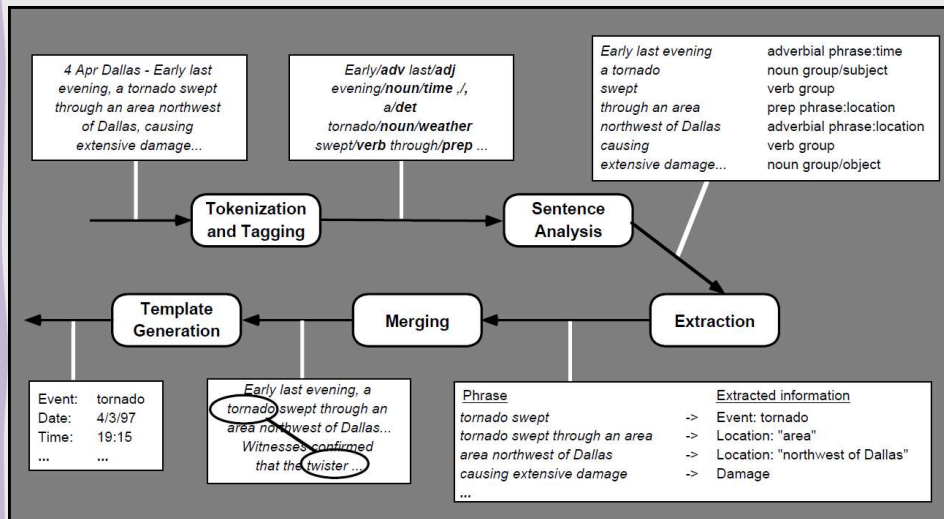 4 Apr Dallas - Early last
evening, a tornado swept
through an area northwest
of Dallas, causing
extensive damage...
Early/adv last/adj
evening/noun/time ,/,
a/det
tornado/noun/weather
swept/verb through/prep ...
Early last evening adverbial phrase:time
a tornado noun group/subject
swept verb group
through an area prep phrase:location
northwest of Dallas adverbial phrase:location
causing verb group
extensive damage... noun group/object
Tokenization
and Tagging
Sentence
Analysis
Template
Generation
Merging
Extraction
Event: tornado
Date: 4/3/97
Time: 19:15
... ...
Early last evening, a
tornado swept through an
area northwest of Dallas...
Witnesses confirmed
that the twister ...
Phrase Extracted information
tornado swept -> Event: tornado
tornado swept through an area -> Location: "area"
area northwest of Dallas -> Location: "northwest of Dallas"
causing extensive damage -> Damage
...